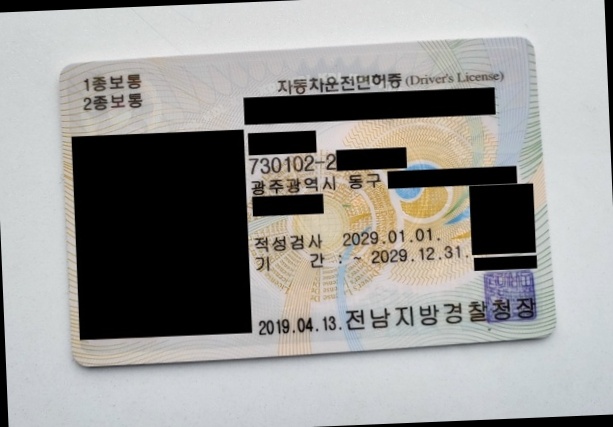 1종보통
2종보통
자동차운전면허증 (Driver's License)
730102-2
광주광역시 동구
적성검사 2029.01.01.
기 간 : ~ 2029.12.31.
2019.04.13. 전남지방경찰청장